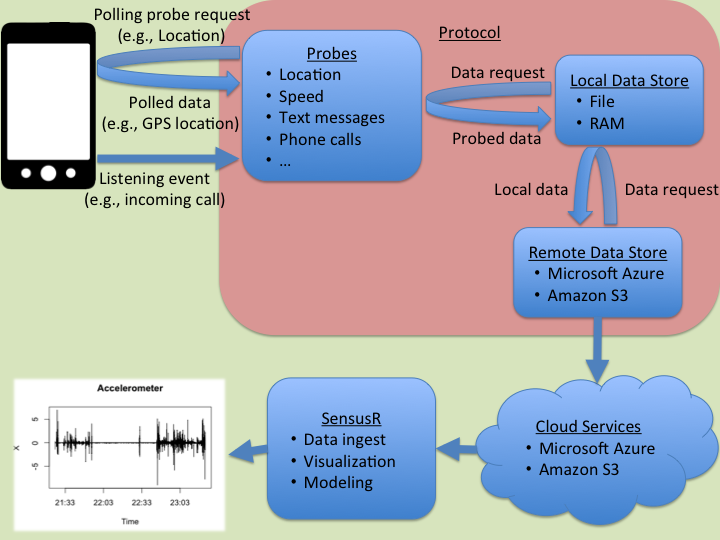 Polling probe request
(e.g., Location)
Polled data
(e.g., GPS location)
Listening event
(e.g., incoming call)
Protocol
Probes
• Location
• Speed
• Text messages
• Phone calls
• ...
Data request
Probed data
Local Data Store
• File
• RAM
Local data
Data request
Remote Data Store
• Microsoft Azure
• Amazon S3
Cloud Services
• Microsoft Azure
• Amazon S3
SensusR
• Data ingest
• Visualization
• Modeling
Accelerometer
X
5
0
-5
21:33 22:03 22:33 23:03
Time